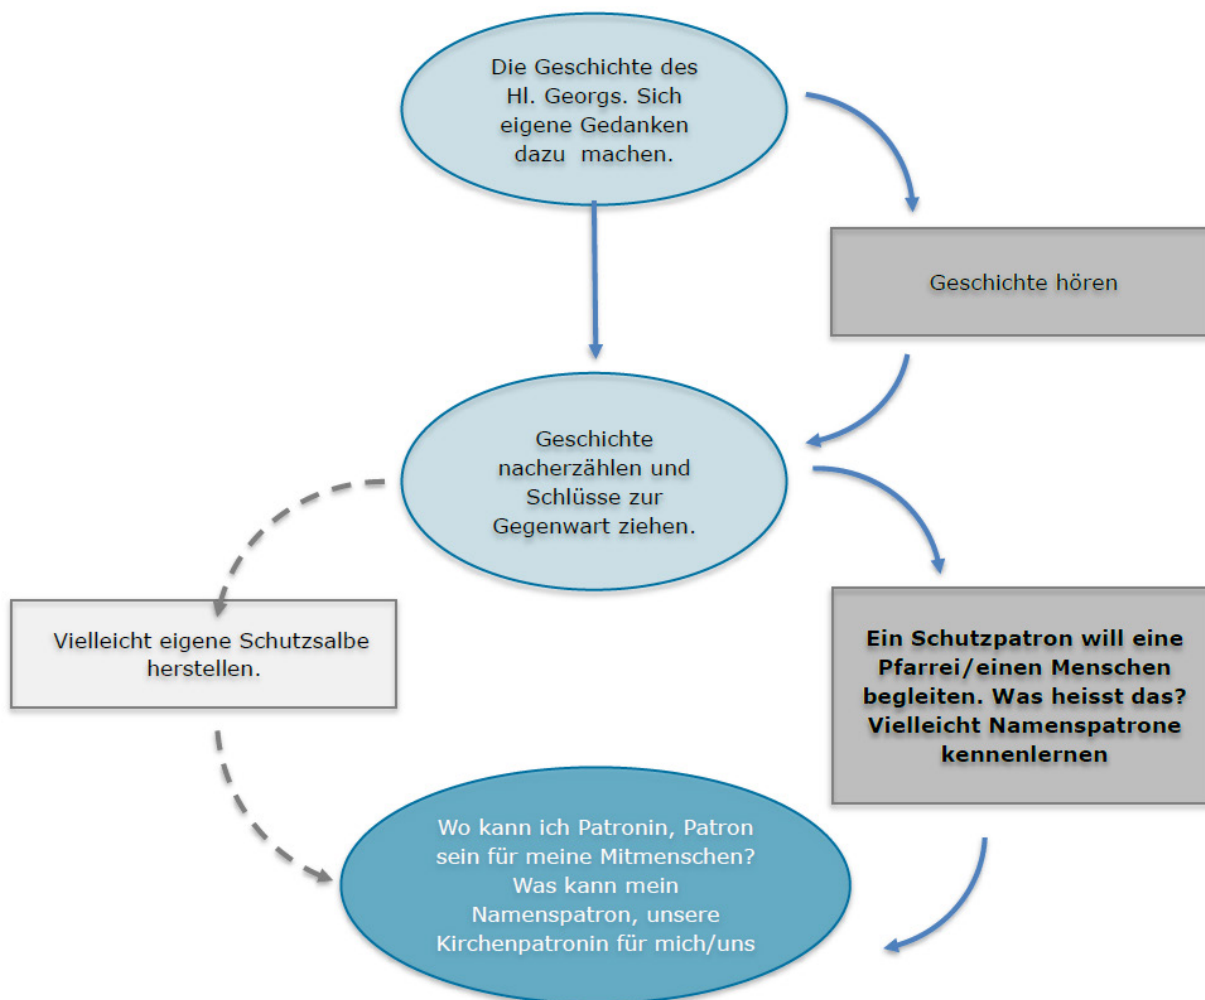 Die Geschichte des
Hl. Georgs. Sich
eigene Gedanken
dazu  machen.
Geschichte hören
Geschichte
nacherzählen und
Schlüsse zur
Gegenwart ziehen.
Vielleicht eigene Schutzsalbe
herstellen.
Ein Schutzpatron will eine
Pfarrei/einen Menschen
begleiten. Was heisst das?
Vielleicht Namenspatrone
kennenlernen
Wo kann ich Patronin, Patron
sein für meine Mitmenschen?
Was kann mein
Namenspatron, unsere
Kirchenpatronin für mich/uns